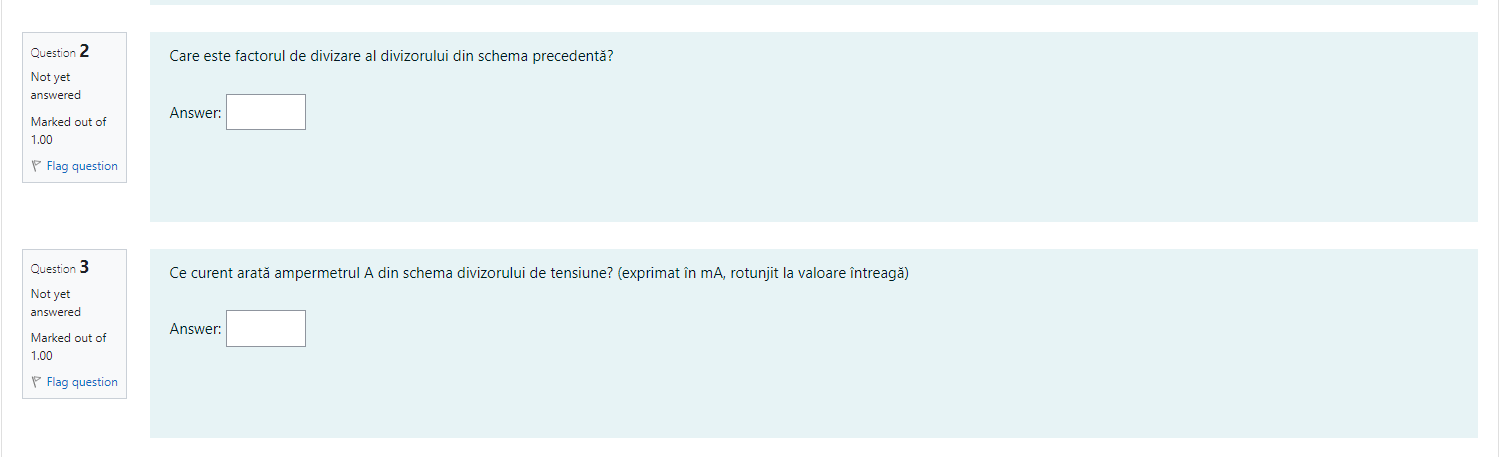 Question 2
Not yet
answered
Marked out of
1.00
Flag question
Care este factorul de divizare al divizorului din schema precedentă?
Answer:
Question 3
Not yet
answered
Marked out of
1.00
Flag question
Ce curent arată ampermetrul A din schema divizorului de tensiune? (exprimat în mA, rotunjit la valoare întreagă)
Answer: